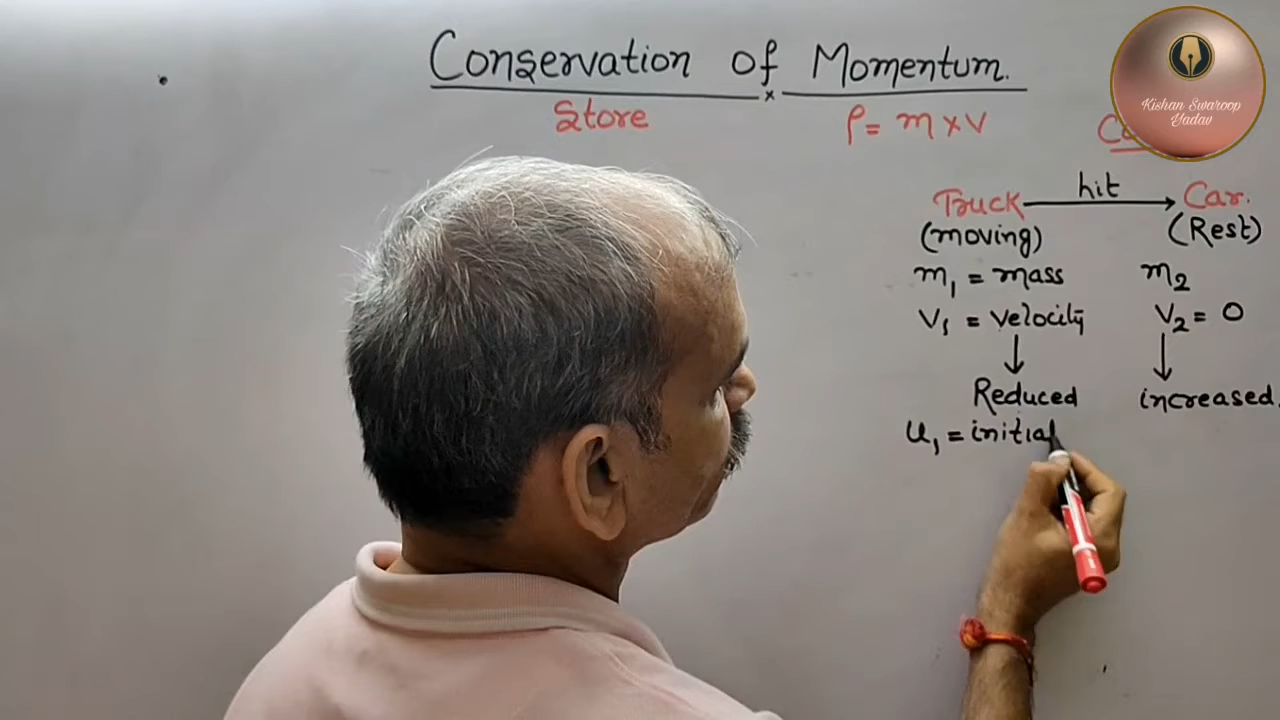 Conservation of Momentum.
Store
P = m x v
Kishan Swaroop
Yadav
Truck hit Car.
(moving) (Rest)
m1 = mass m2
V1 = velocity V2 = 0
Reduced increased.
u1 = initial